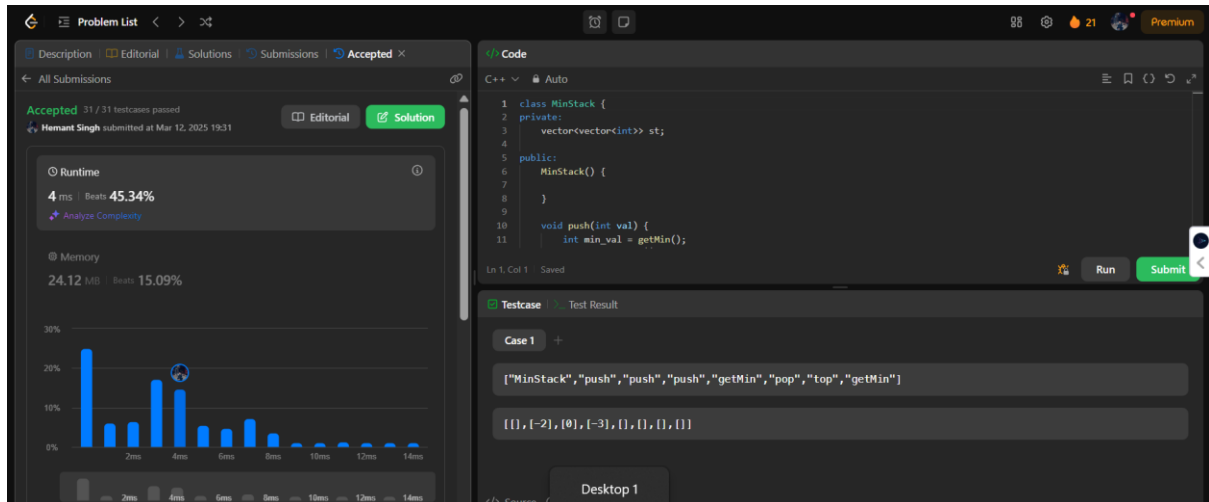 Problem List
21
Premium
Description | Editorial | Solutions | Submissions | Accepted ×
← All Submissions
Accepted 31 / 31 testcases passed
Hemant Singh submitted at Mar 12, 2025 19:31
Editorial
Solution
Runtime
4 ms | Beats 45.34%
Analyze Complexity
Memory
24.12 MB | Beats 15.09%
30%
20%
10%
0%
2ms 4ms 6ms 8ms 10ms 12ms 14ms
2ms 4ms 6ms 8ms 10ms 12ms 14ms
</> Code
C++ Auto
1 class MinStack {
2 private:
3 vector<vector<int>> st;
4
5 public:
6 MinStack() {
7
8 }
9
10 void push(int val) {
11 int min_val = getMin();
Ln 1, Col 1 Saved
Run
Submit
Testcase | >_ Test Result
Case 1 +
["MinStack","push","push","push","getMin","pop","top","getMin"]
[[],[-2],[0],[-3],[],[],[],[]]
</> Source
Desktop 1